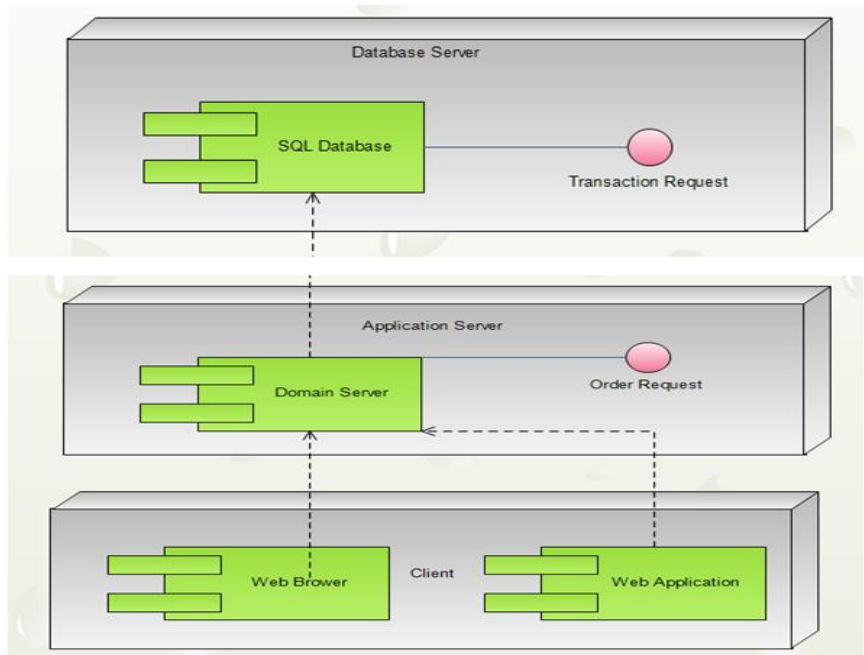 Database Server
SQL Database
Transaction Request
Application Server
Order Request
Domain Server
Client
Web Brower
Web Application